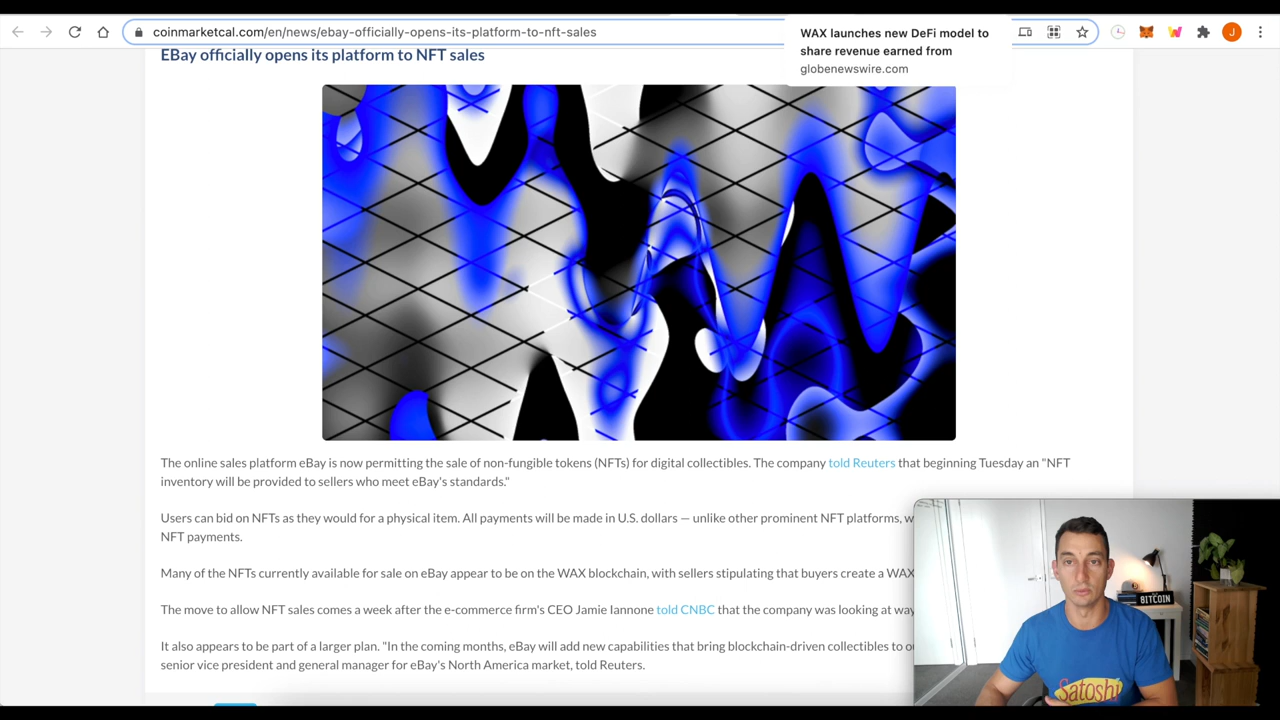 coinmarketcal.com/en/news/ebay-officially-opens-its-platform-to-nft-sales
WAX launches new DeFi model to
share revenue earned from
globenewswire.com
J
EBay officially opens its platform to NFT sales
The online sales platform eBay is now permitting the sale of non-fungible tokens (NFTs) for digital collectibles. The company told Reuters that beginning Tuesday an "NFT
inventory will be provided to sellers who meet eBay's standards."
Users can bid on NFTs as they would for a physical item. All payments will be made in U.S. dollars — unlike other prominent NFT platforms, w
NFT payments.
Many of the NFTs currently available for sale on eBay appear to be on the WAX blockchain, with sellers stipulating that buyers create a WAX
The move to allow NFT sales comes a week after the e-commerce firm's CEO Jamie Iannone told CNBC that the company was looking at way
It also appears to be part of a larger plan. "In the coming months, eBay will add new capabilities that bring blockchain-driven collectibles to ou
senior vice president and general manager for eBay's North America market, told Reuters.
BITCOIN
Satoshi